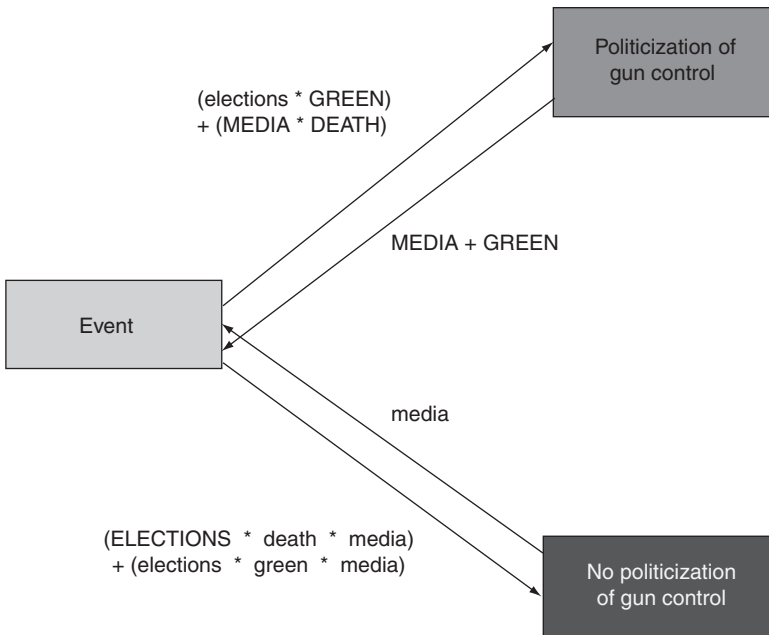 Politicization of
gun control
(elections * GREEN)
+ (MEDIA * DEATH)
MEDIA + GREEN
Event
media
(ELECTIONS * death * media)
+ (elections * green * media)
No politicization
of gun control